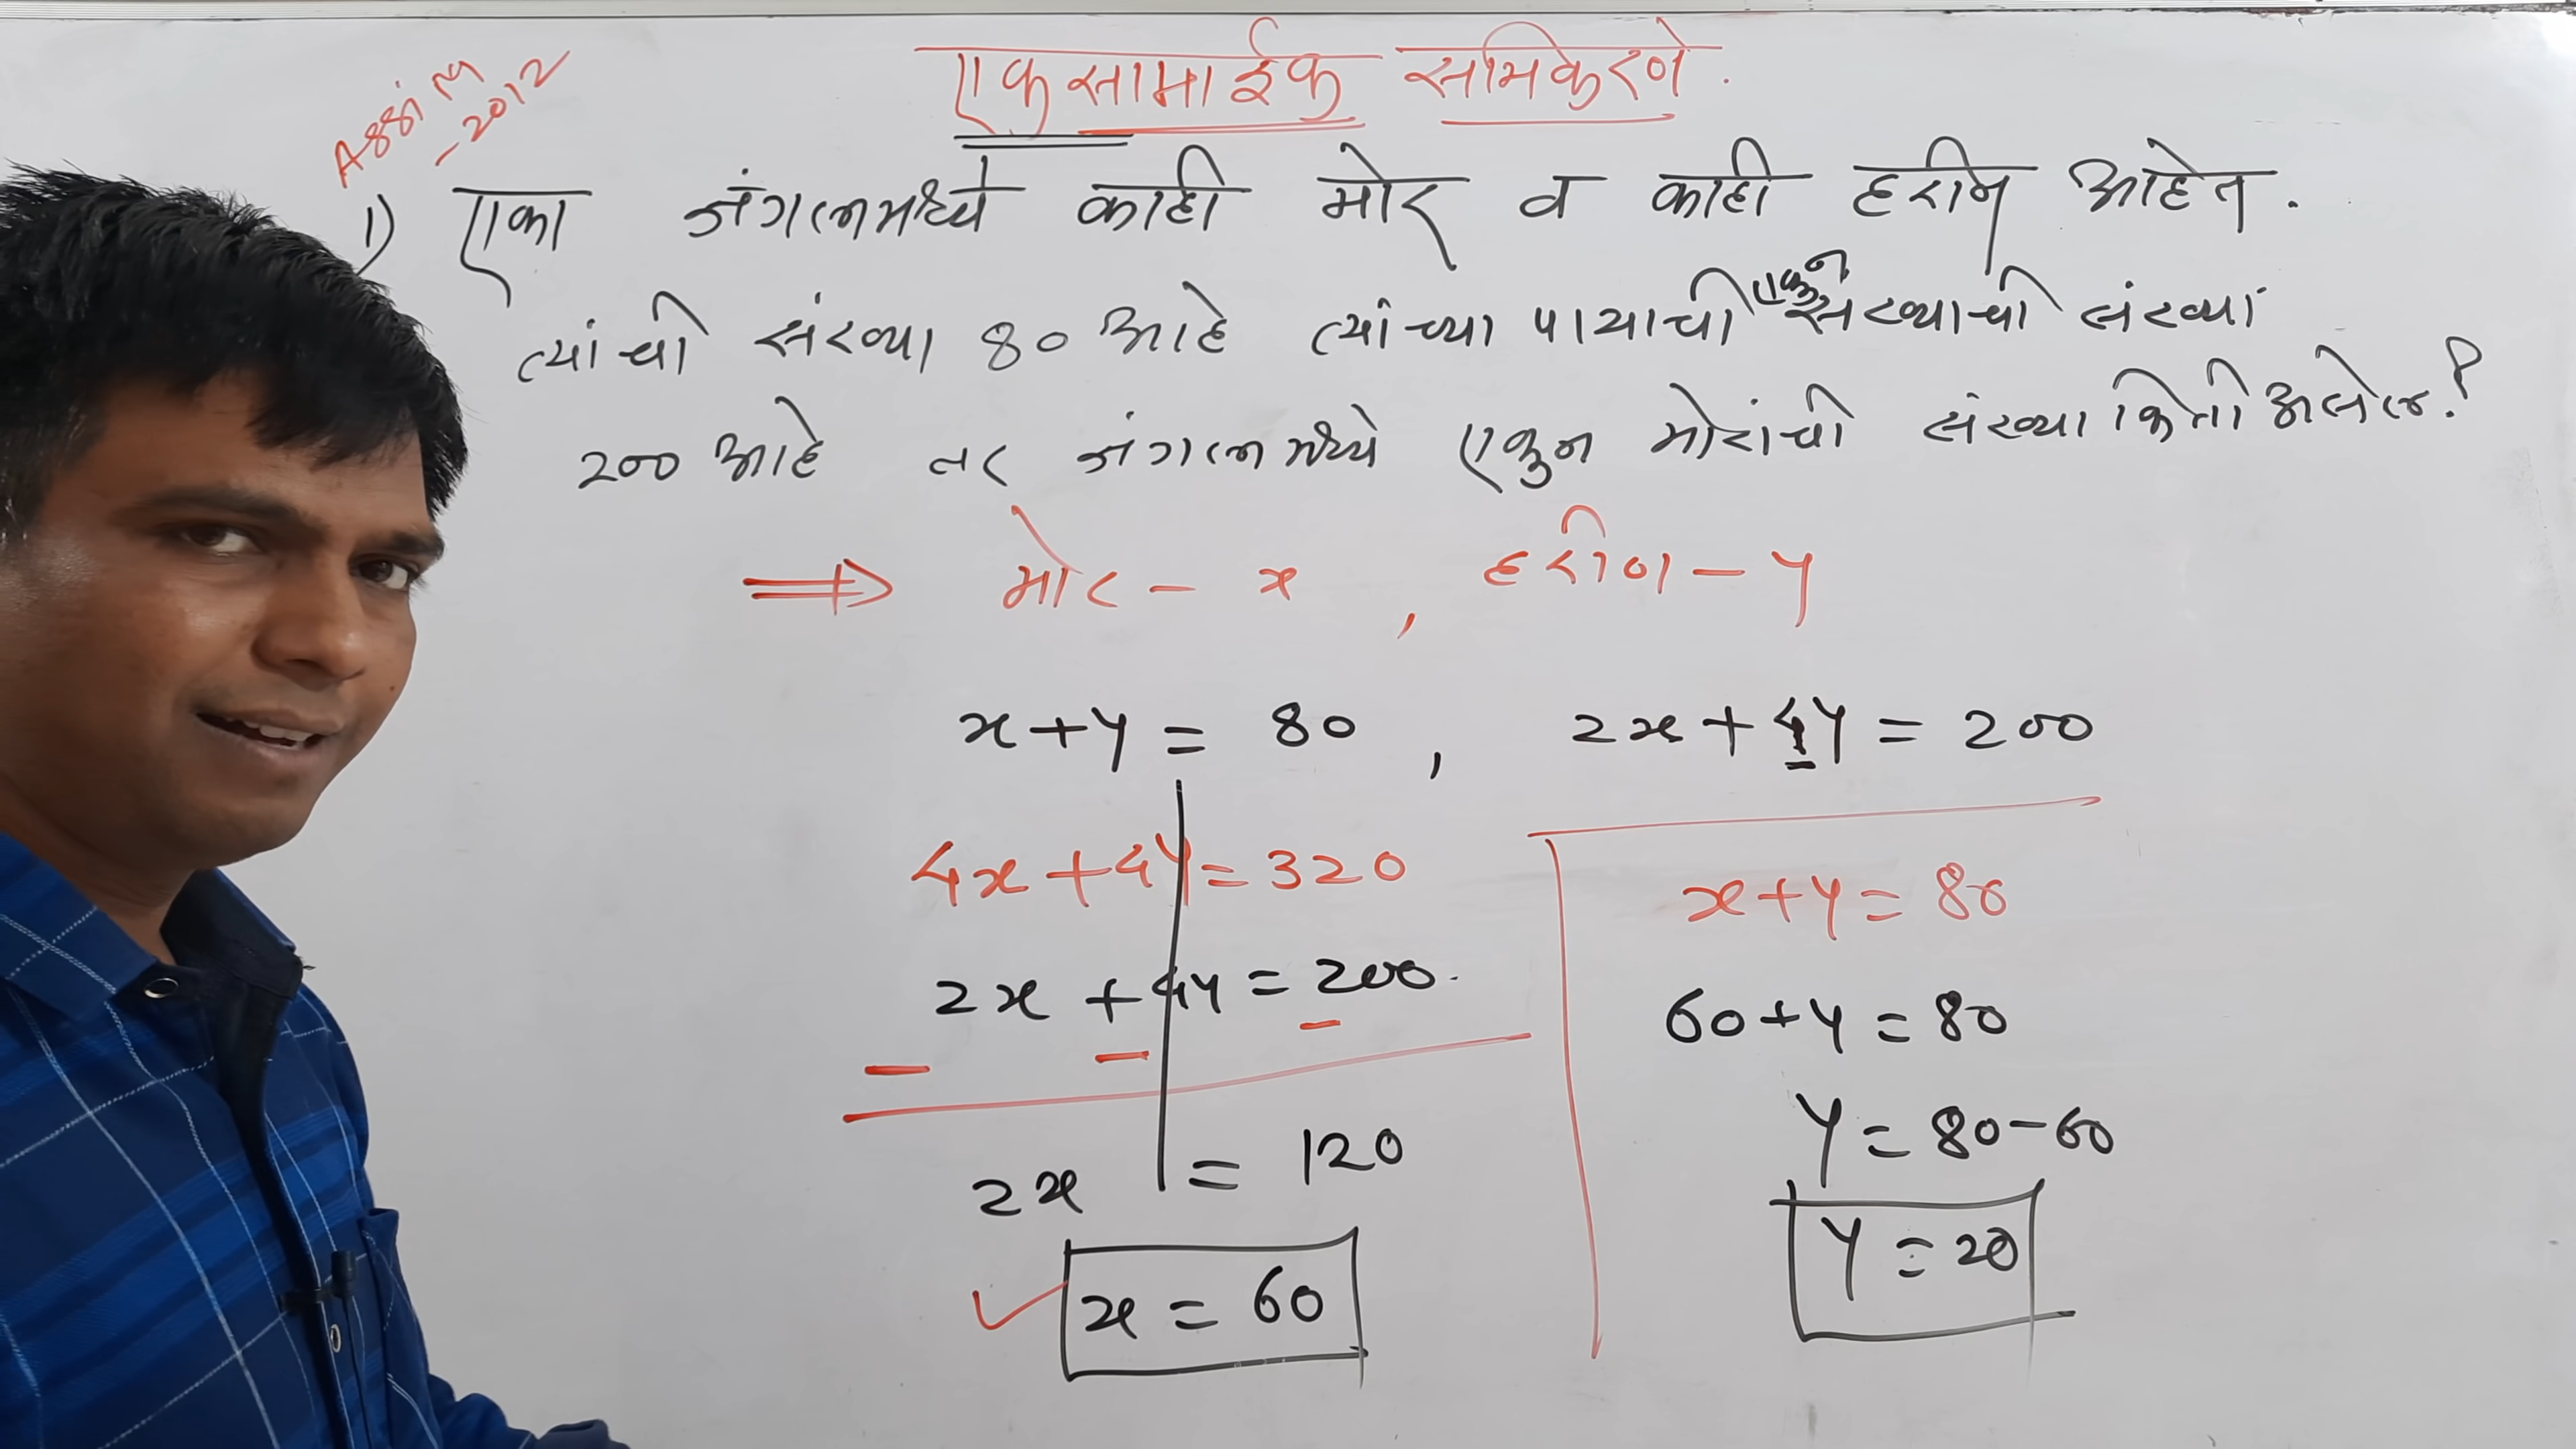 एकसामाईक समिकरणे.
Assi
-2012
1) एका जंगलामध्ये काही मोर व काही हरीन आहेत.
त्यांची संख्या 80 आहे त्यांच्या पायाची एकुन संख्याची संख्या
200 आहे तर जंगलामध्ये एकुन मोरांची संख्या किती असेल?
⇒ मोर - x , हरीण - y
x+y = 80 , 2x + 4y = 200
4x + 4y = 320
2x + 4y = 200.
2x = 120
x = 60
x+y = 80
60+y = 80
y = 80-60
y = 20